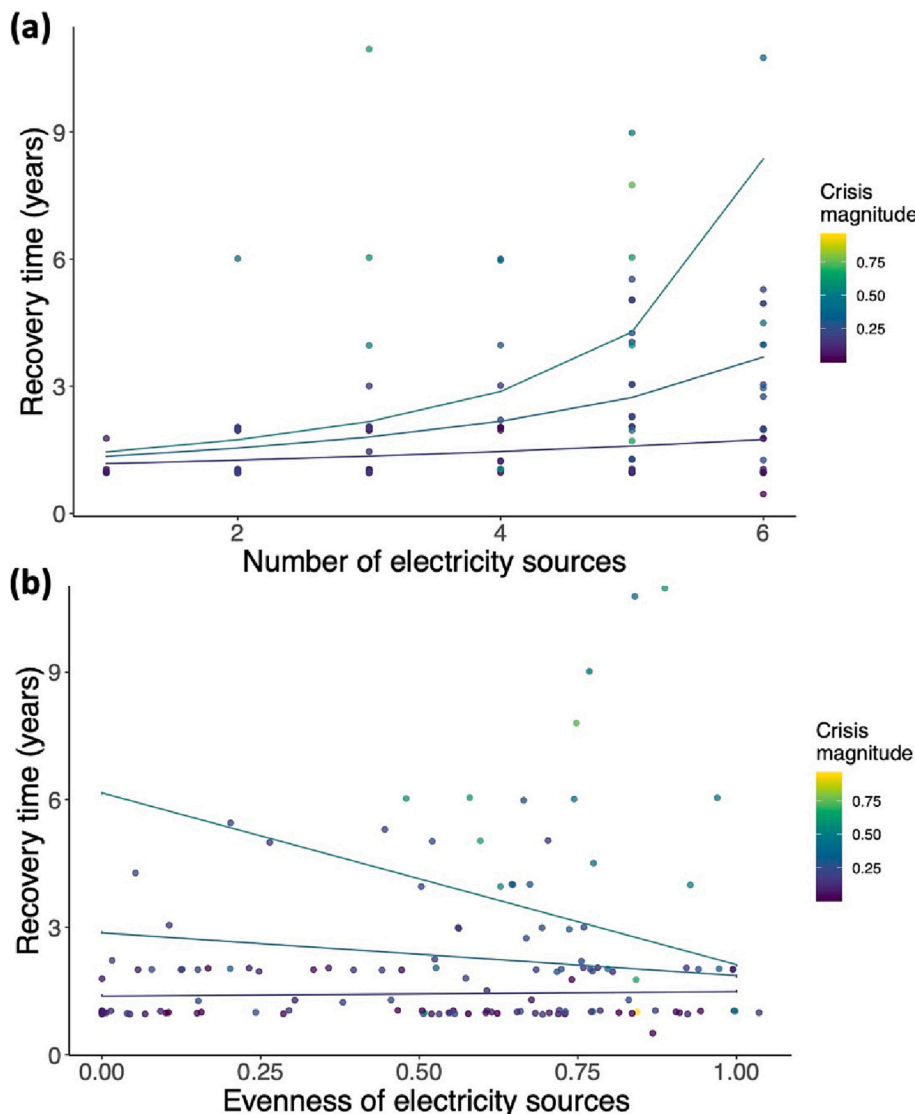 (a)
Recovery time (years)
9
6
3
0
2
4
6
Number of electricity sources
Crisis
magnitude
0.75
0.50
0.25
(b)
Recovery time (years)
9
6
3
0
0.00
0.25
0.50
0.75
1.00
Evenness of electricity sources
Crisis
magnitude
0.75
0.50
0.25